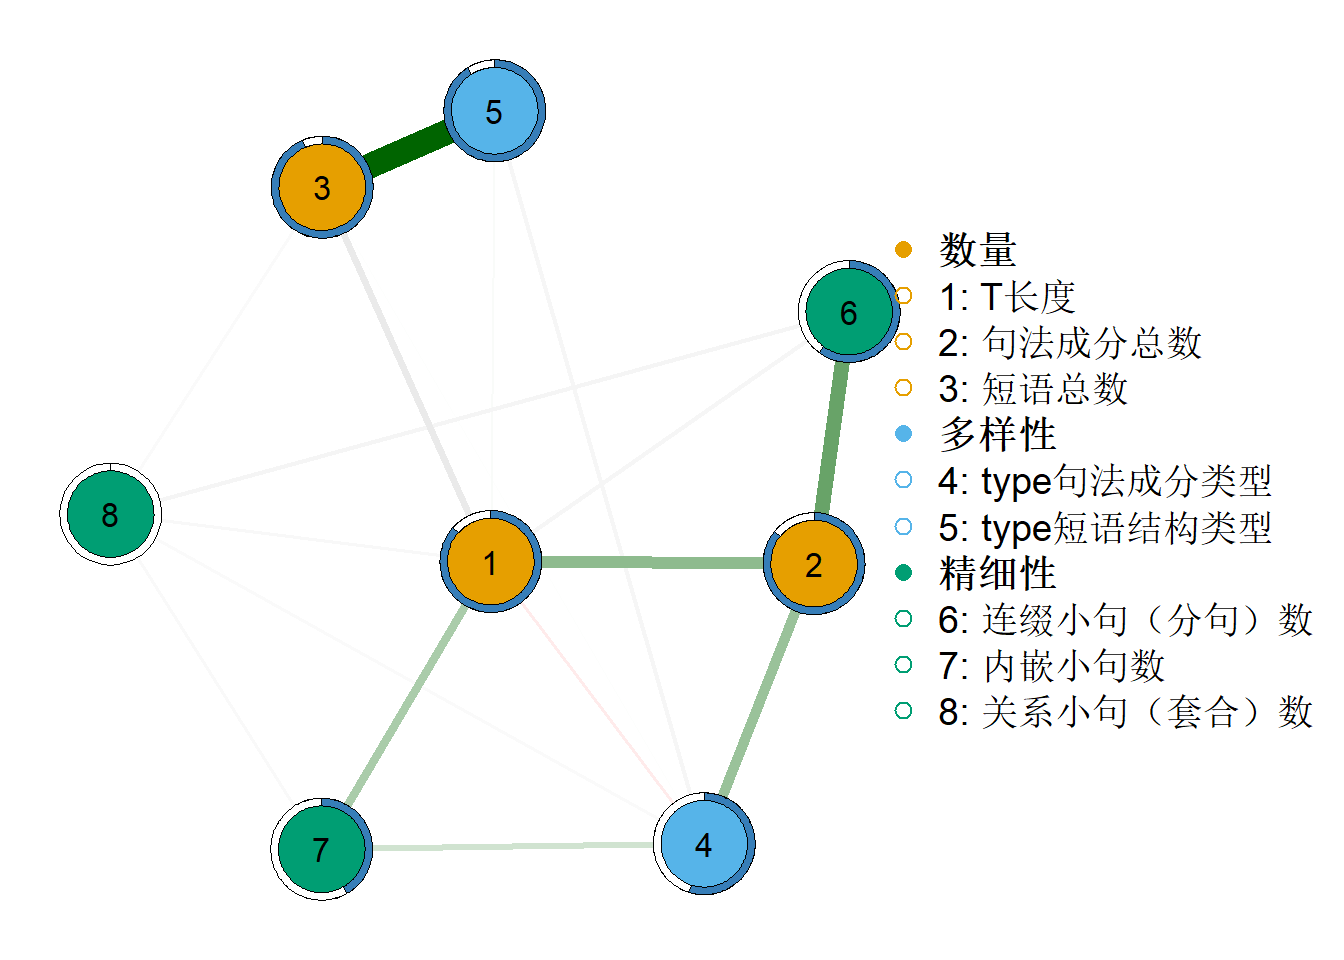 5
3
6
8
1
2
7
4
数量
1: T长度
2: 句法成分总数
3: 短语总数
多样性
4: type句法成分类型
5: type短语结构类型
精细性
6: 连缀小句（分句）数
7: 内嵌小句数
8: 关系小句（套合）数